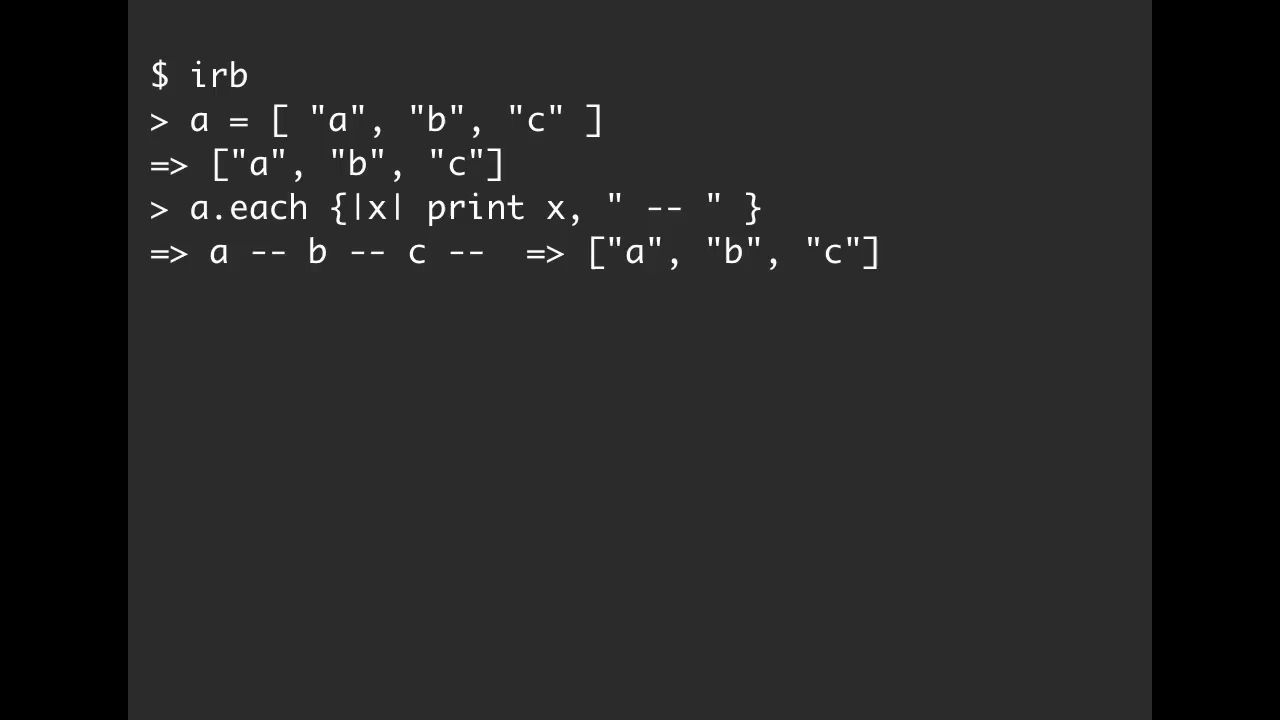 $ irb
> a = [ "a", "b", "c" ]
=> ["a", "b", "c"]
> a.each {|x| print x, " -- " }
=> a -- b -- c --  => ["a", "b", "c"]